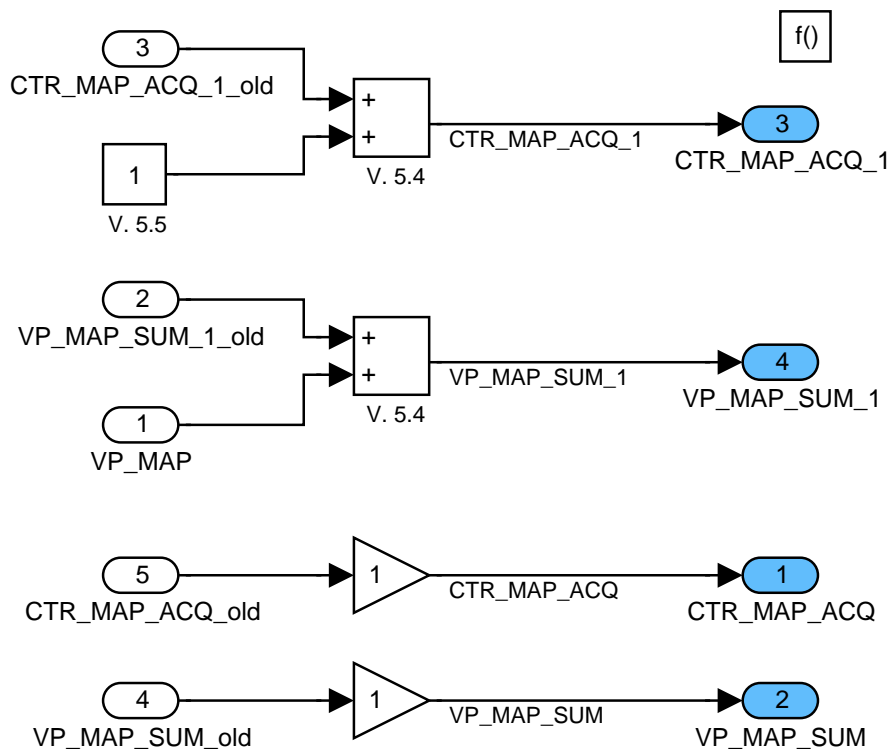 f()
3
CTR_MAP_ACQ_1_old
+
+
CTR_MAP_ACQ_1
3
CTR_MAP_ACQ_1
1
V. 5.4
V. 5.5
2
VP_MAP_SUM_1_old
+
+
VP_MAP_SUM_1
4
VP_MAP_SUM_1
1
V. 5.4
VP_MAP
5
1
CTR_MAP_ACQ
1
CTR_MAP_ACQ_old
CTR_MAP_ACQ
4
1
VP_MAP_SUM
2
VP_MAP_SUM_old
VP_MAP_SUM